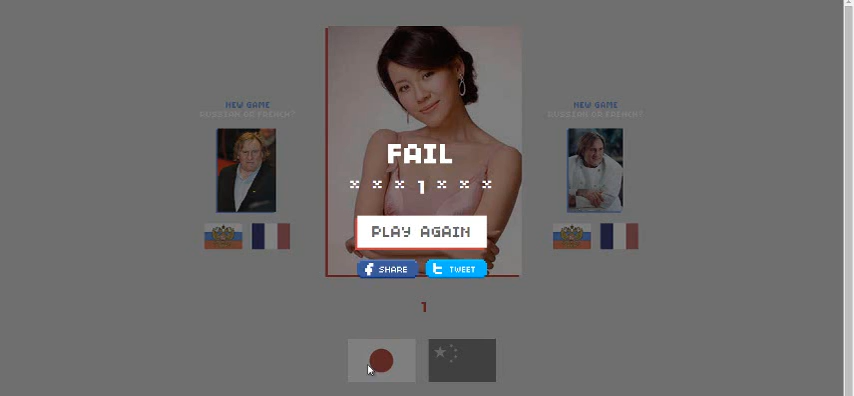 NEW GAME
RUSSIAN OR FRENCH?
NEW GAME
RUSSIAN OR FRENCH?
FAIL
* * * 1 * * *
PLAY AGAIN
SHARE
TWEET
1